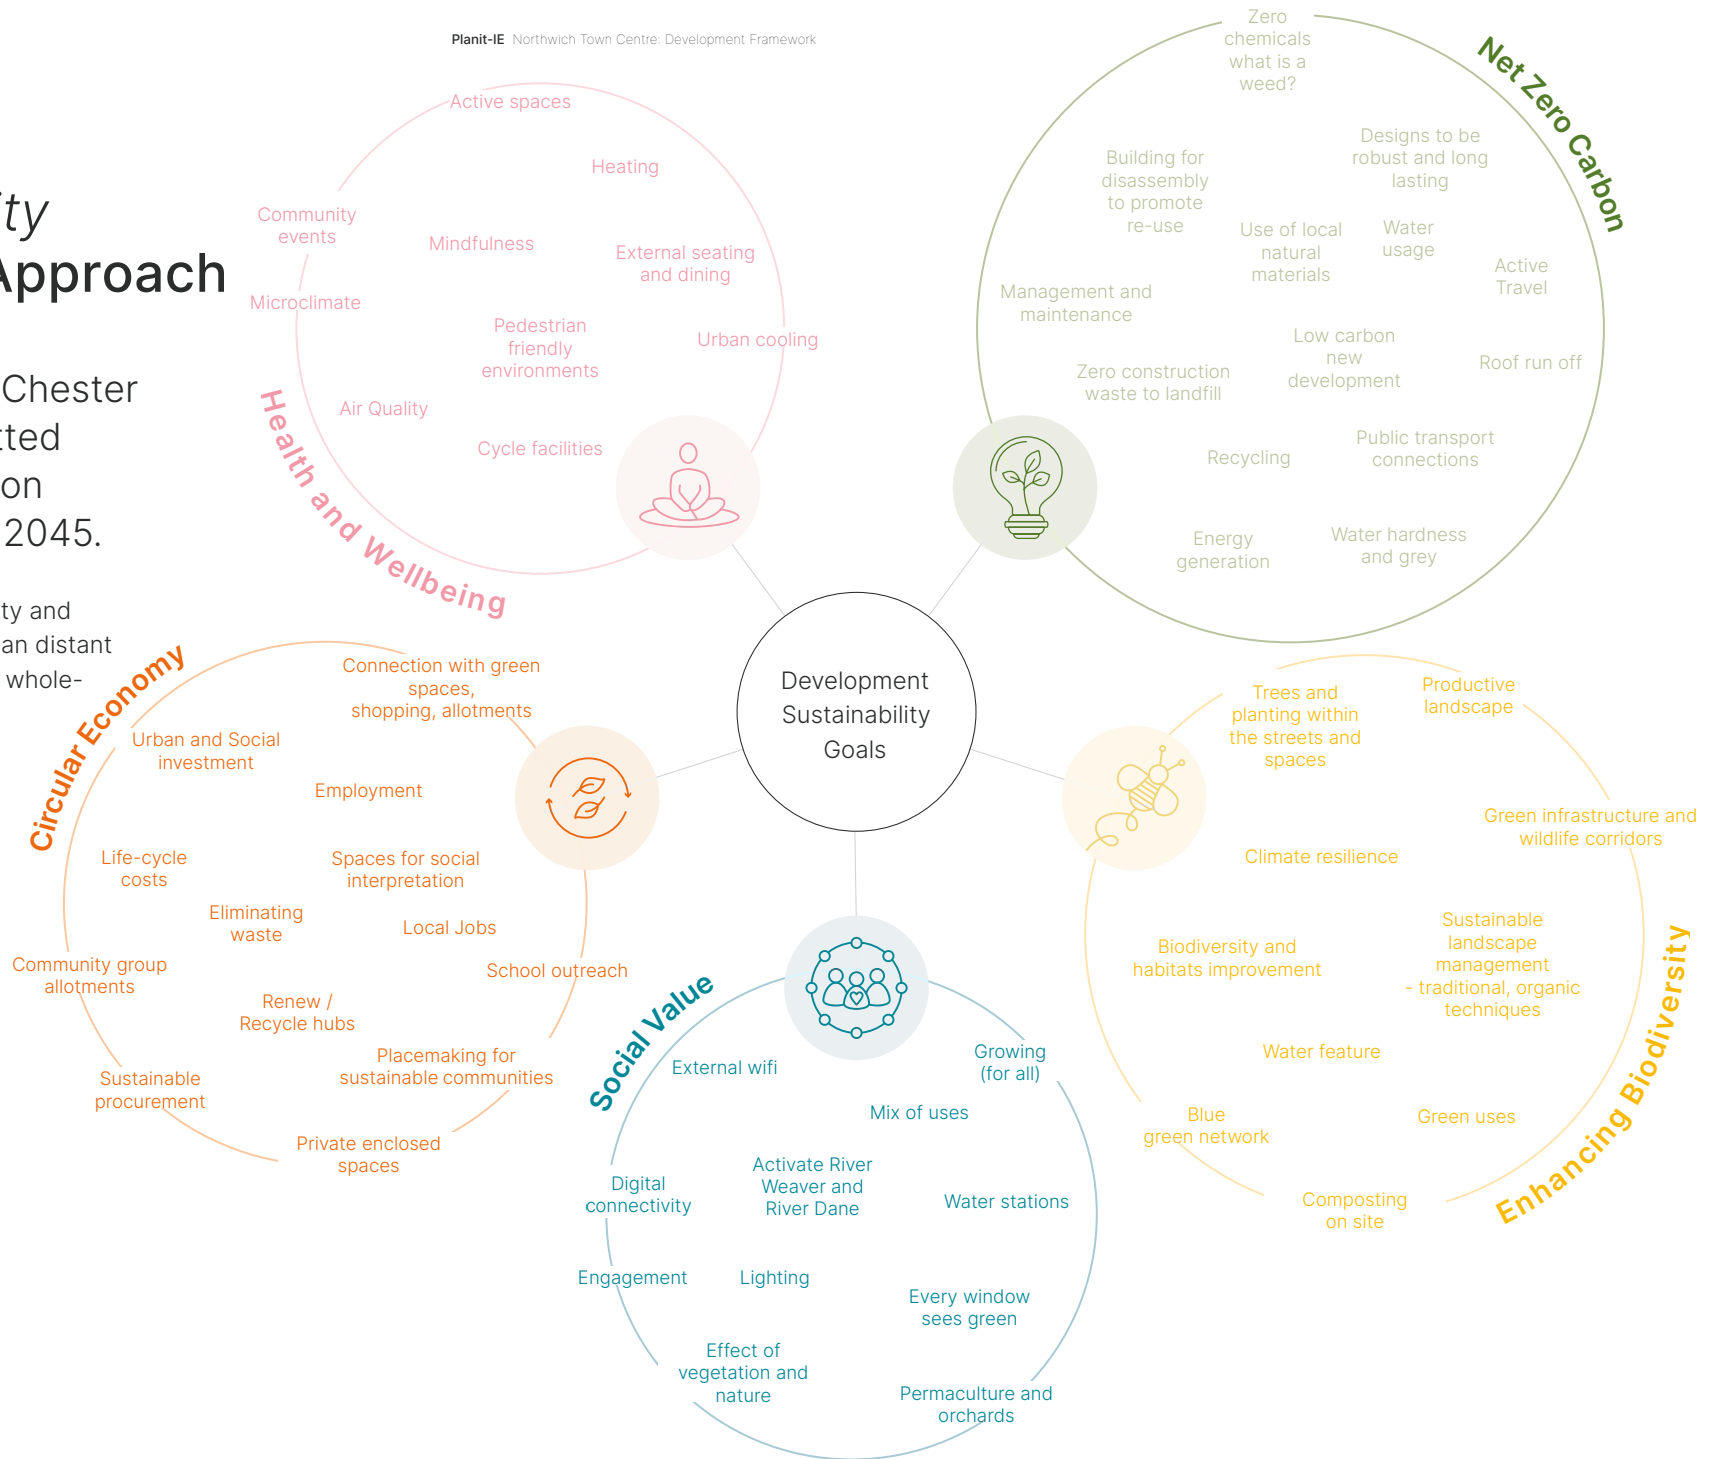 Planit-IE Northwich Town Centre: Development Framework
ity
Approach
Chester
tted
on
2045.
ty and
an distant
whole-
Health and Wellbeing
Active spaces
Heating
Community
events
Mindfulness
External seating
and dining
Microclimate
Pedestrian
friendly
environments
Urban cooling
Air Quality
Cycle facilities
Net Zero Carbon
Zero
chemicals
what is a
weed?
Designs to be
robust and long
lasting
Building for
disassembly
to promote
re-use
Use of local
natural
materials
Water
usage
Active
Travel
Management and
maintenance
Low carbon
new
development
Roof run off
Zero construction
waste to landfill
Public transport
connections
Recycling
Energy
generation
Water hardness
and grey
Development
Sustainability
Goals
Circular Economy
Connection with green
spaces,
shopping, allotments
Urban and Social
investment
Employment
Life-cycle
costs
Spaces for social
interpretation
Eliminating
waste
Local Jobs
Community group
allotments
School outreach
Renew /
Recycle hubs
Placemaking for
sustainable communities
Sustainable
procurement
Private enclosed
spaces
Social Value
External wifi
Growing
(for all)
Mix of uses
Activate River
Weaver and
River Dane
Digital
connectivity
Water stations
Engagement
Lighting
Every window
sees green
Effect of
vegetation and
nature
Permaculture and
orchards
Enhancing Biodiversity
Trees and
planting within
the streets and
spaces
Productive
landscape
Green infrastructure and
wildlife corridors
Climate resilience
Sustainable
landscape
management
- traditional, organic
techniques
Biodiversity and
habitats improvement
Water feature
Blue
green network
Green uses
Composting
on site